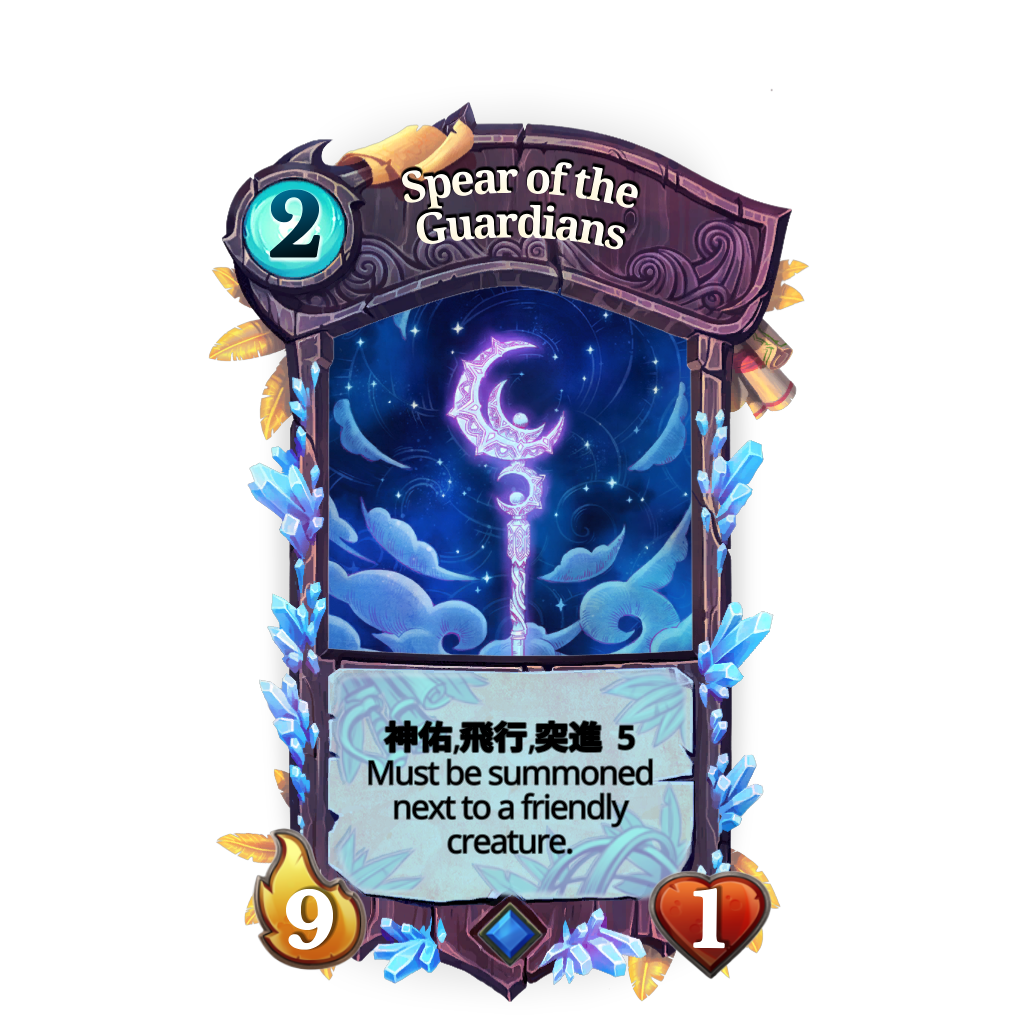 2
Spear of the
Guardians
神佑,飛行,突進 5
Must be summoned
next to a friendly
creature.
9
1